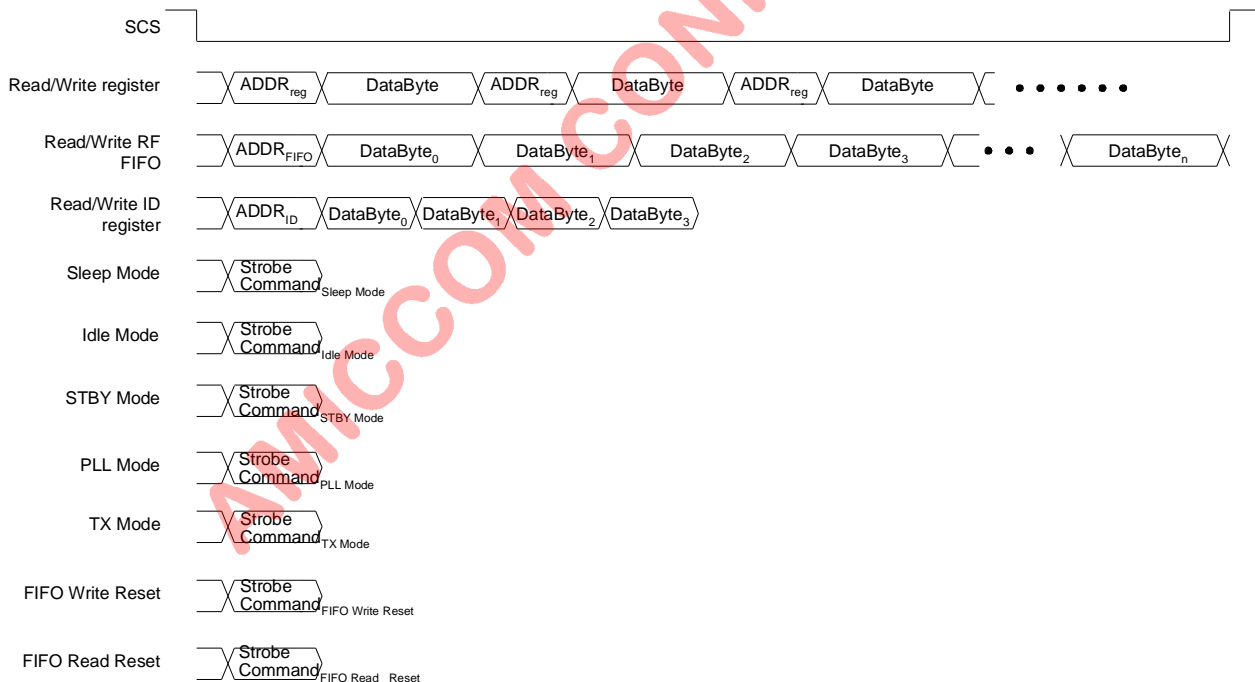 SCS
Read/Write register ADDRreg DataByte ADDRreg DataByte ADDRreg DataByte
Read/Write RF
FIFO ADDRFIFO DataByte0 DataByte1 DataByte2 DataByte3 DataByten
Read/Write ID
register ADDRID DataByte0 DataByte1 DataByte2 DataByte3
Sleep Mode Strobe
CommandSleep Mode
Idle Mode Strobe
CommandIdle Mode
STBY Mode Strobe
CommandSTBY Mode
PLL Mode Strobe
CommandPLL Mode
TX Mode Strobe
CommandTX Mode
FIFO Write Reset Strobe
CommandFIFO Write Reset
FIFO Read Reset Strobe
CommandFIFO Read Reset
AMICCOM